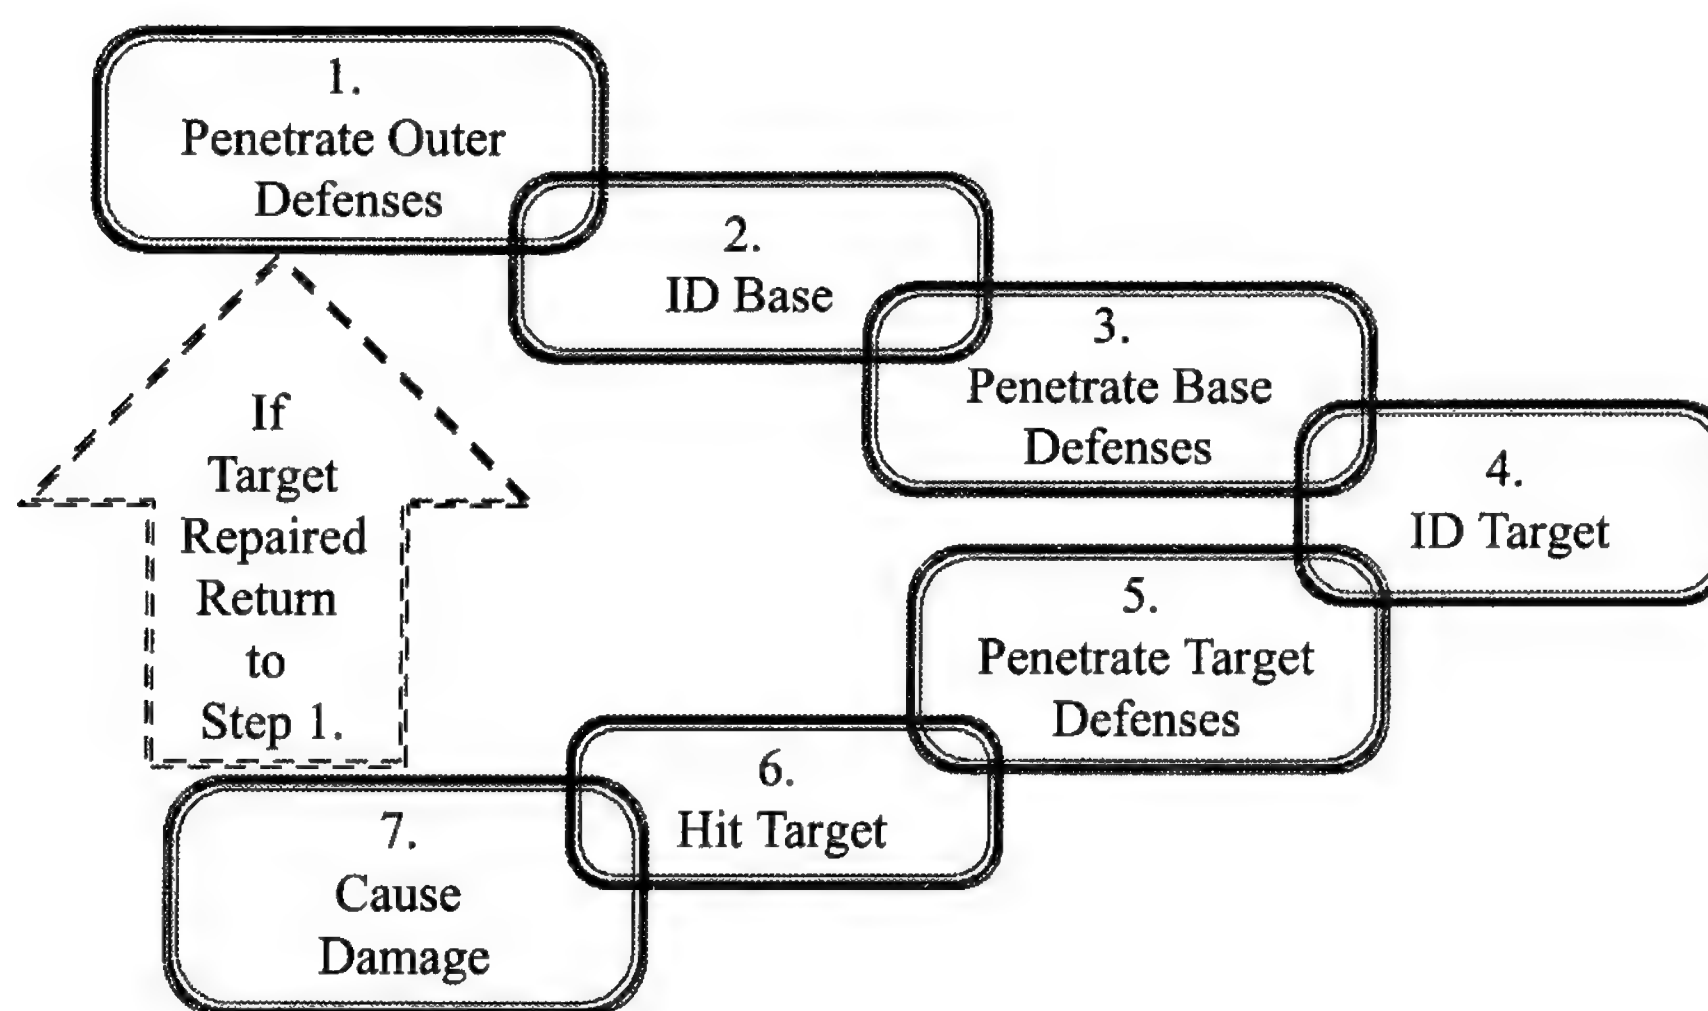 1.
Penetrate Outer
Defenses
2.
ID Base
3.
Penetrate Base
Defenses
4.
ID Target
5.
Penetrate Target
Defenses
6.
Hit Target
7.
Cause
Damage
If
Target
Repaired
Return
to
Step 1.